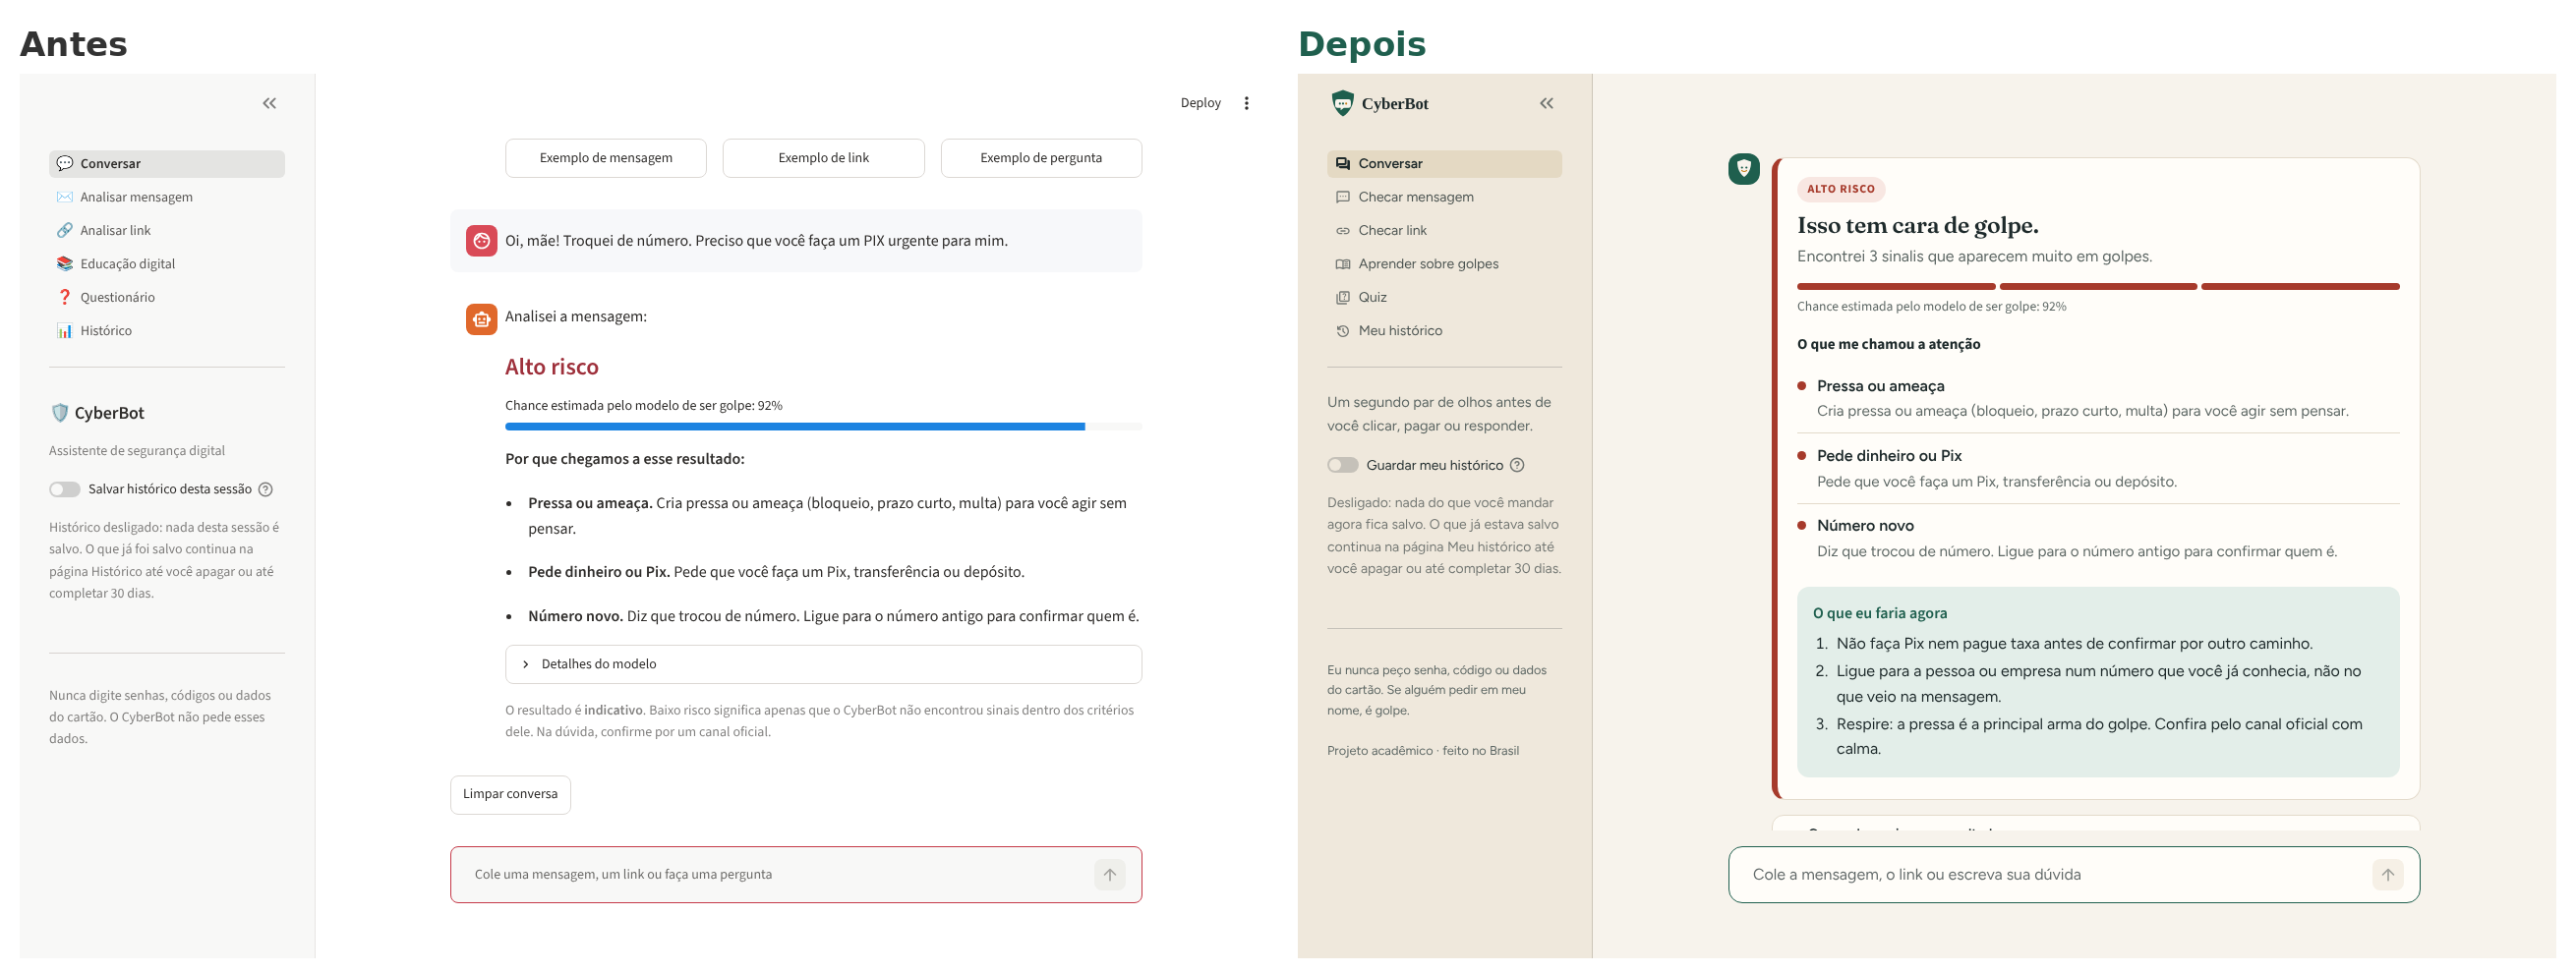 Antes
Deploy
Conversar
Analisar mensagem
Analisar link
Educação digital
Questionário
Histórico
CyberBot
Assistente de segurança digital
Salvar histórico desta sessão
Histórico desligado: nada desta sessão é
salvo. O que já foi salvo continua na
página Histórico até você apagar ou até
completar 30 dias.
Nunca digite senhas, códigos ou dados
do cartão. O CyberBot não pede esses
dados.
Exemplo de mensagem
Exemplo de link
Exemplo de pergunta
Oi, mãe! Troquei de número. Preciso que você faça um PIX urgente para mim.
Analisei a mensagem:
Alto risco
Chance estimada pelo modelo de ser golpe: 92%
Por que chegamos a esse resultado:
• Pressa ou ameaça. Cria pressa ou ameaça (bloqueio, prazo curto, multa) para você agir sem
pensar.
• Pede dinheiro ou Pix. Pede que você faça um Pix, transferência ou depósito.
• Número novo. Diz que trocou de número. Ligue para o número antigo para confirmar quem é.
Detalhes do modelo
O resultado é indicativo. Baixo risco significa apenas que o CyberBot não encontrou sinais dentro dos critérios
dele. Na dúvida, confirme por um canal oficial.
Limpar conversa
Cole uma mensagem, um link ou faça uma pergunta
Depois
CyberBot
Conversar
Checar mensagem
Checar link
Aprender sobre golpes
Quiz
Meu histórico
Um segundo par de olhos antes de
você clicar, pagar ou responder.
Guardar meu histórico
Desligado: nada do que você mandar
agora fica salvo. O que já estava salvo
continua na página Meu histórico até
você apagar ou até completar 30 dias.
Eu nunca peço senha, código ou dados
do cartão. Se alguém pedir em meu
nome, é golpe.
Projeto acadêmico · feito no Brasil
ALTO RISCO
Isso tem cara de golpe.
Encontrei 3 sinalis que aparecem muito em golpes.
Chance estimada pelo modelo de ser golpe: 92%
O que me chamou a atenção
Pressa ou ameaça
Cria pressa ou ameaça (bloqueio, prazo curto, multa) para você agir sem pensar.
Pede dinheiro ou Pix
Pede que você faça um Pix, transferência ou depósito.
Número novo
Diz que trocou de número. Ligue para o número antigo para confirmar quem é.
O que eu faria agora
1. Não faça Pix nem pague taxa antes de confirmar por outro caminho.
2. Ligue para a pessoa ou empresa num número que você já conhecia, não no
que veio na mensagem.
3. Respire: a pressa é a principal arma do golpe. Confira pelo canal oficial com
calma.
Cole a mensagem, o link ou escreva sua dúvida